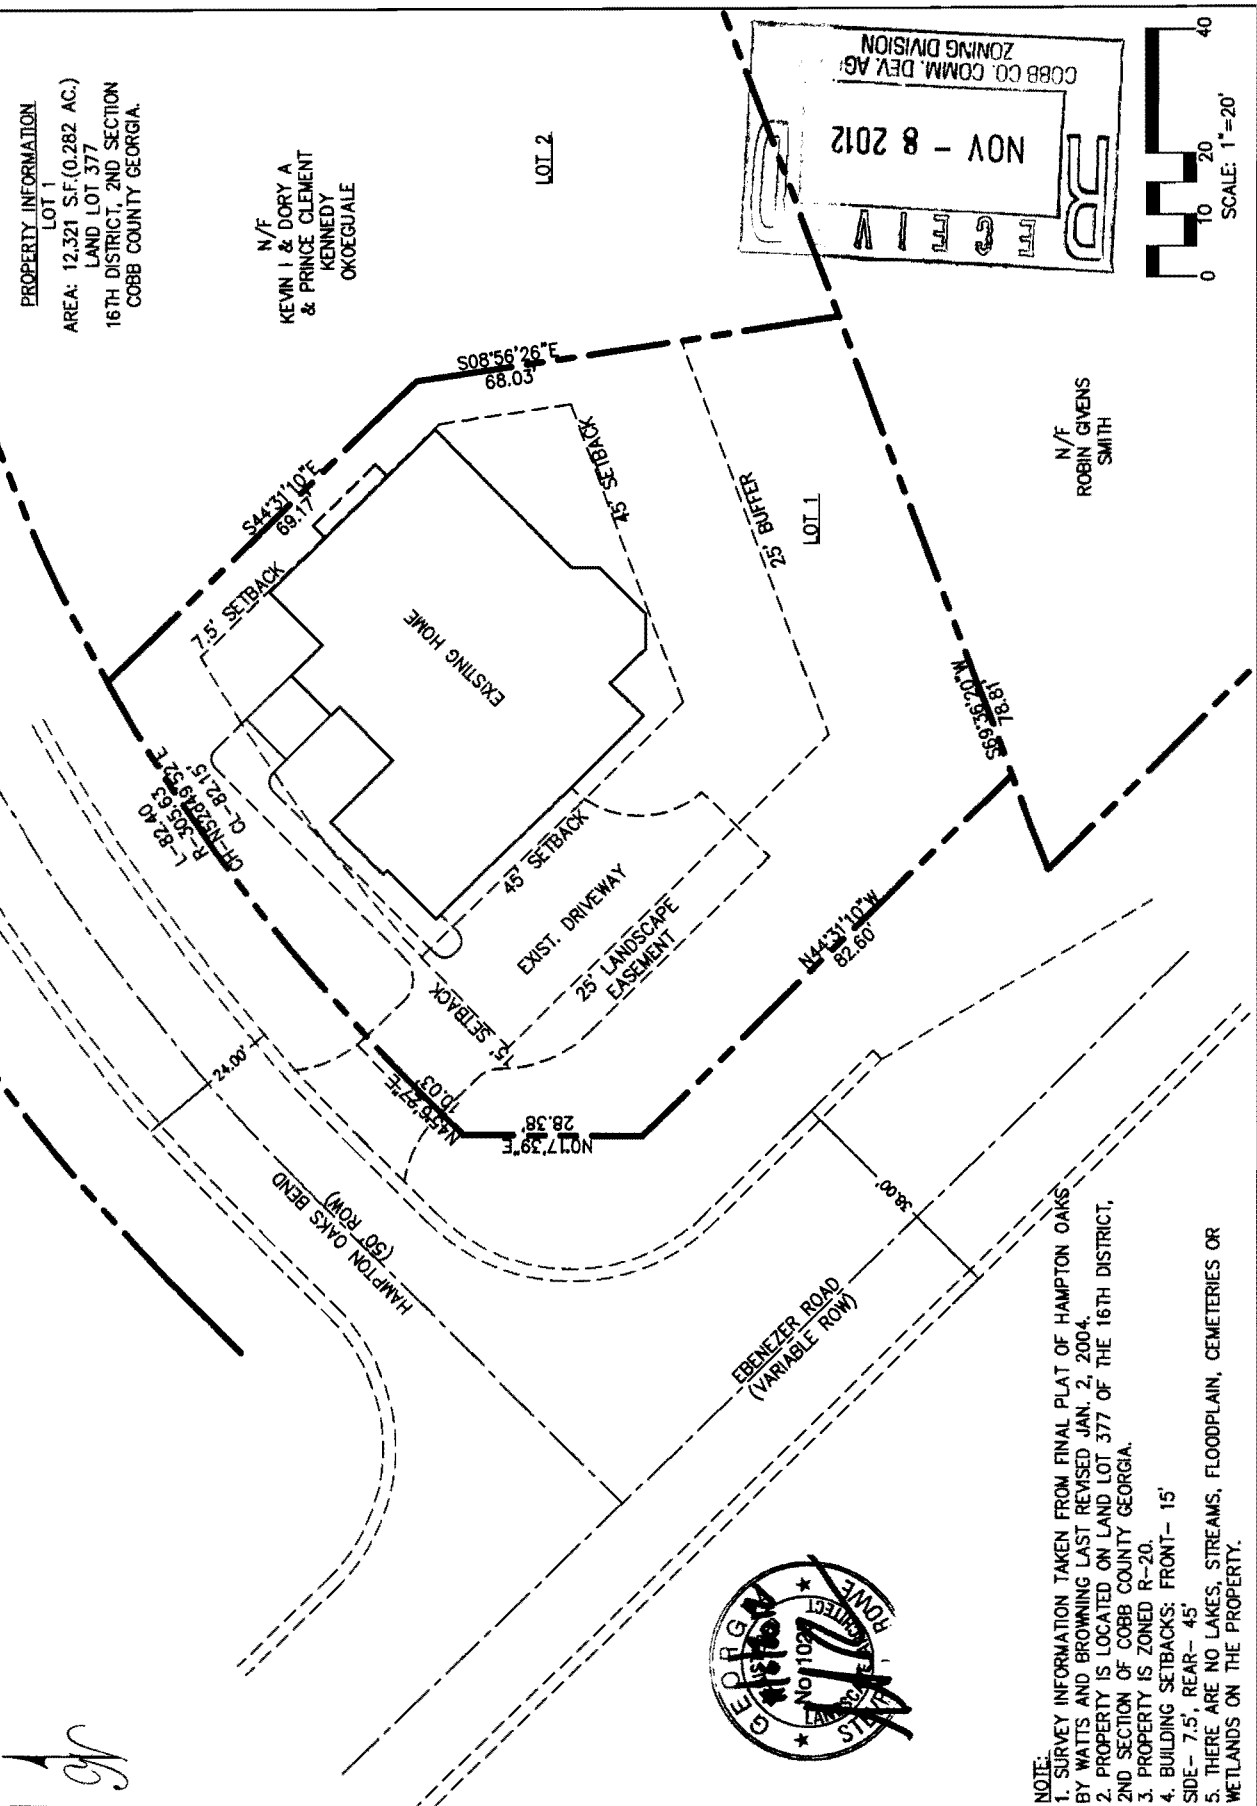 PROPERTY INFORMATION
LOT 1
AREA: 12,321 S.F.(0.282 AC.)
LAND LOT 377
16TH DISTRICT, 2ND SECTION
COBB COUNTY GEORGIA.
N/F
KEVIN I & DORY A
& PRINCE CLEMENT
KENNEDY
OKOEGUALE
LOT 2
COBB CO. COMM. DEV. AG
ZONING DIVISION
NOV - 8 2012
R E C E I V
0 10 20 40
SCALE: 1"=20'
S08°56'26"E
68.03'
S44°31'10"E
69.17'
7.5' SETBACK
45' SETBACK
25' BUFFER
LOT 1
N/F
ROBIN GIVENS
SMITH
EXISTING HOME
S69°36'20"W
78.81'
L-82.40
R-305.63
CH-N52d49'52"E
CL-82.15'
45' SETBACK
EXIST. DRIVEWAY
25' LANDSCAPE
EASEMENT
15' SETBACK
N44°31'10"W
82.60'
24.00'
N45°6'27"E
10.03'
N0°17'39"E
28.38'
HAMPTON OAKS BEND
(50' ROW)
38.00'
EBENEZER ROAD
(VARIABLE ROW)
GEORGIA
No 102
LANDSCAPE ARCHITECT
ROWE
NOTE:
1. SURVEY INFORMATION TAKEN FROM FINAL PLAT OF HAMPTON OAKS
BY WATTS AND BROWNING LAST REVISED JAN. 2, 2004.
2. PROPERTY IS LOCATED ON LAND LOT 377 OF THE 16TH DISTRICT,
2ND SECTION OF COBB COUNTY GEORGIA.
3. PROPERTY IS ZONED R-20.
4. BUILDING SETBACKS: FRONT- 15'
SIDE- 7.5', REAR- 45'
5. THERE ARE NO LAKES, STREAMS, FLOODPLAIN, CEMETERIES OR
WETLANDS ON THE PROPERTY.